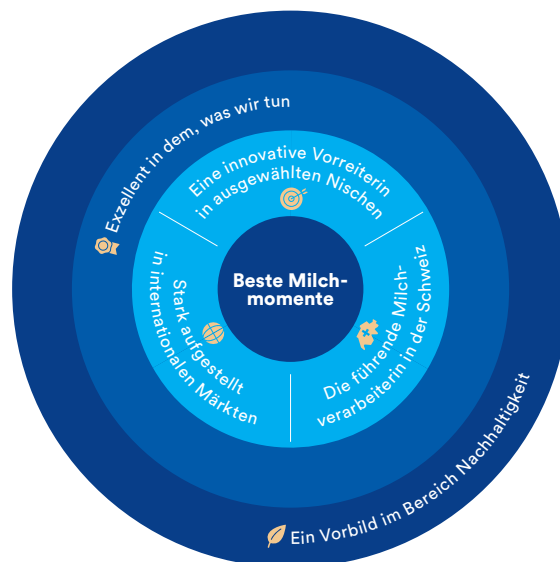 Exzellent in dem, was wir tun
Eine innovative Vorreiterin
in ausgewählten Nischen
Beste Milch-
momente
Stark aufgestellt
in internationalen Märkten
Die führende Milch-
verarbeiterin in der Schweiz
Ein Vorbild im Bereich Nachhaltigkeit